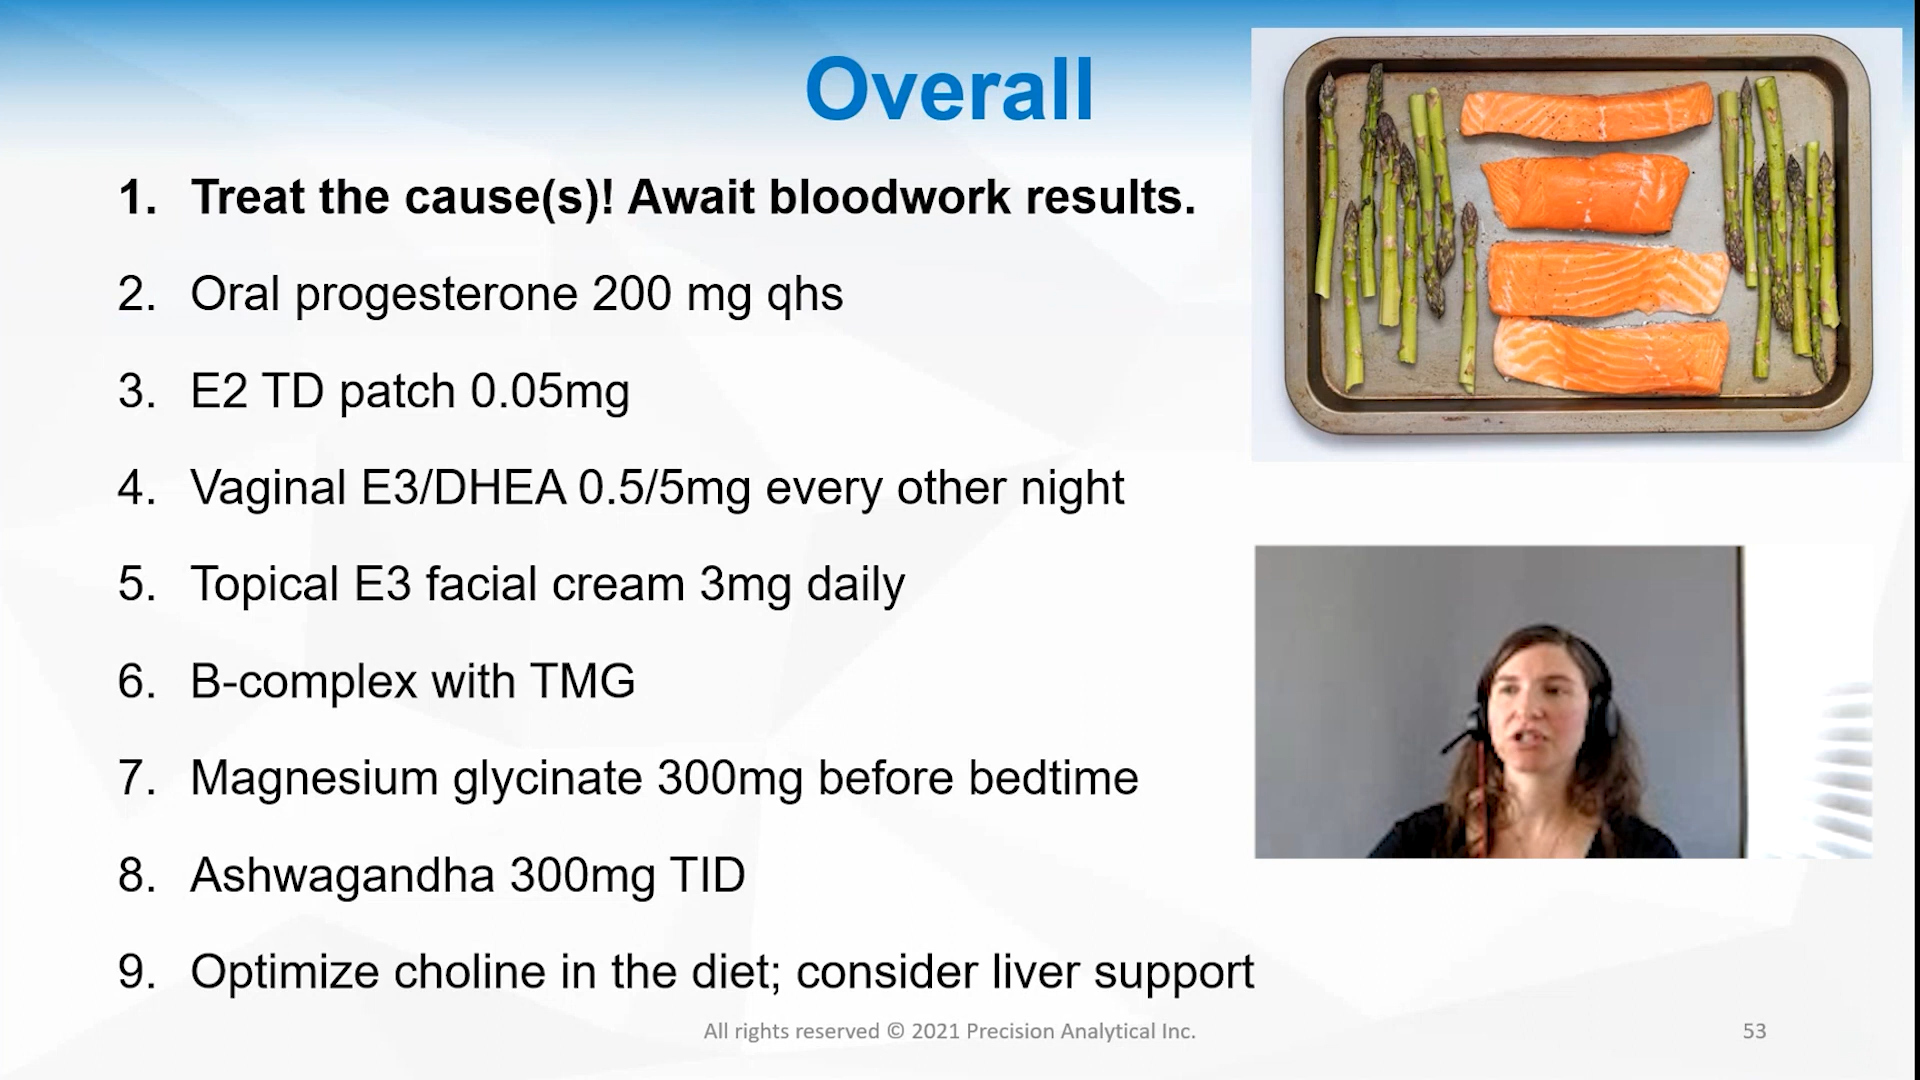 Overall
1. Treat the cause(s)! Await bloodwork results.
2. Oral progesterone 200 mg qhs
3. E2 TD patch 0.05mg
4. Vaginal E3/DHEA 0.5/5mg every other night
5. Topical E3 facial cream 3mg daily
6. B-complex with TMG
7. Magnesium glycinate 300mg before bedtime
8. Ashwagandha 300mg TID
9. Optimize choline in the diet; consider liver support
All rights reserved © 2021 Precision Analytical Inc.
53